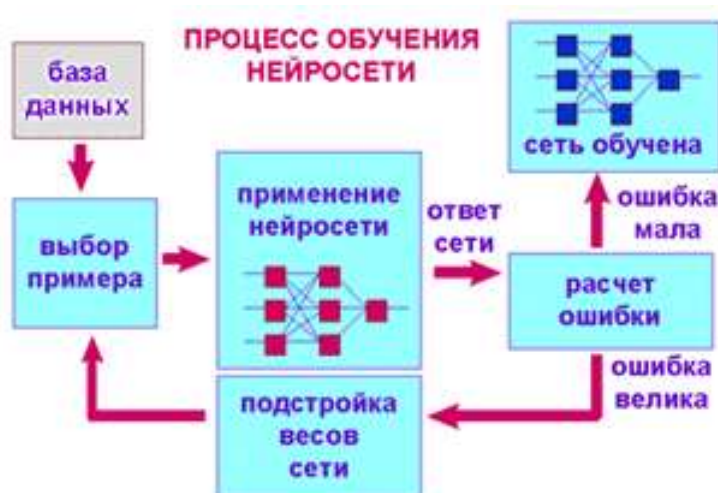 ПРОЦЕСС ОБУЧЕНИЯ
НЕЙРОСЕТИ
база
данных
выбор
примера
применение
нейросети
ответ
сети
расчет
ошибки
ошибка
мала
сеть обучена
ошибка
велика
подстройка
весов
сети